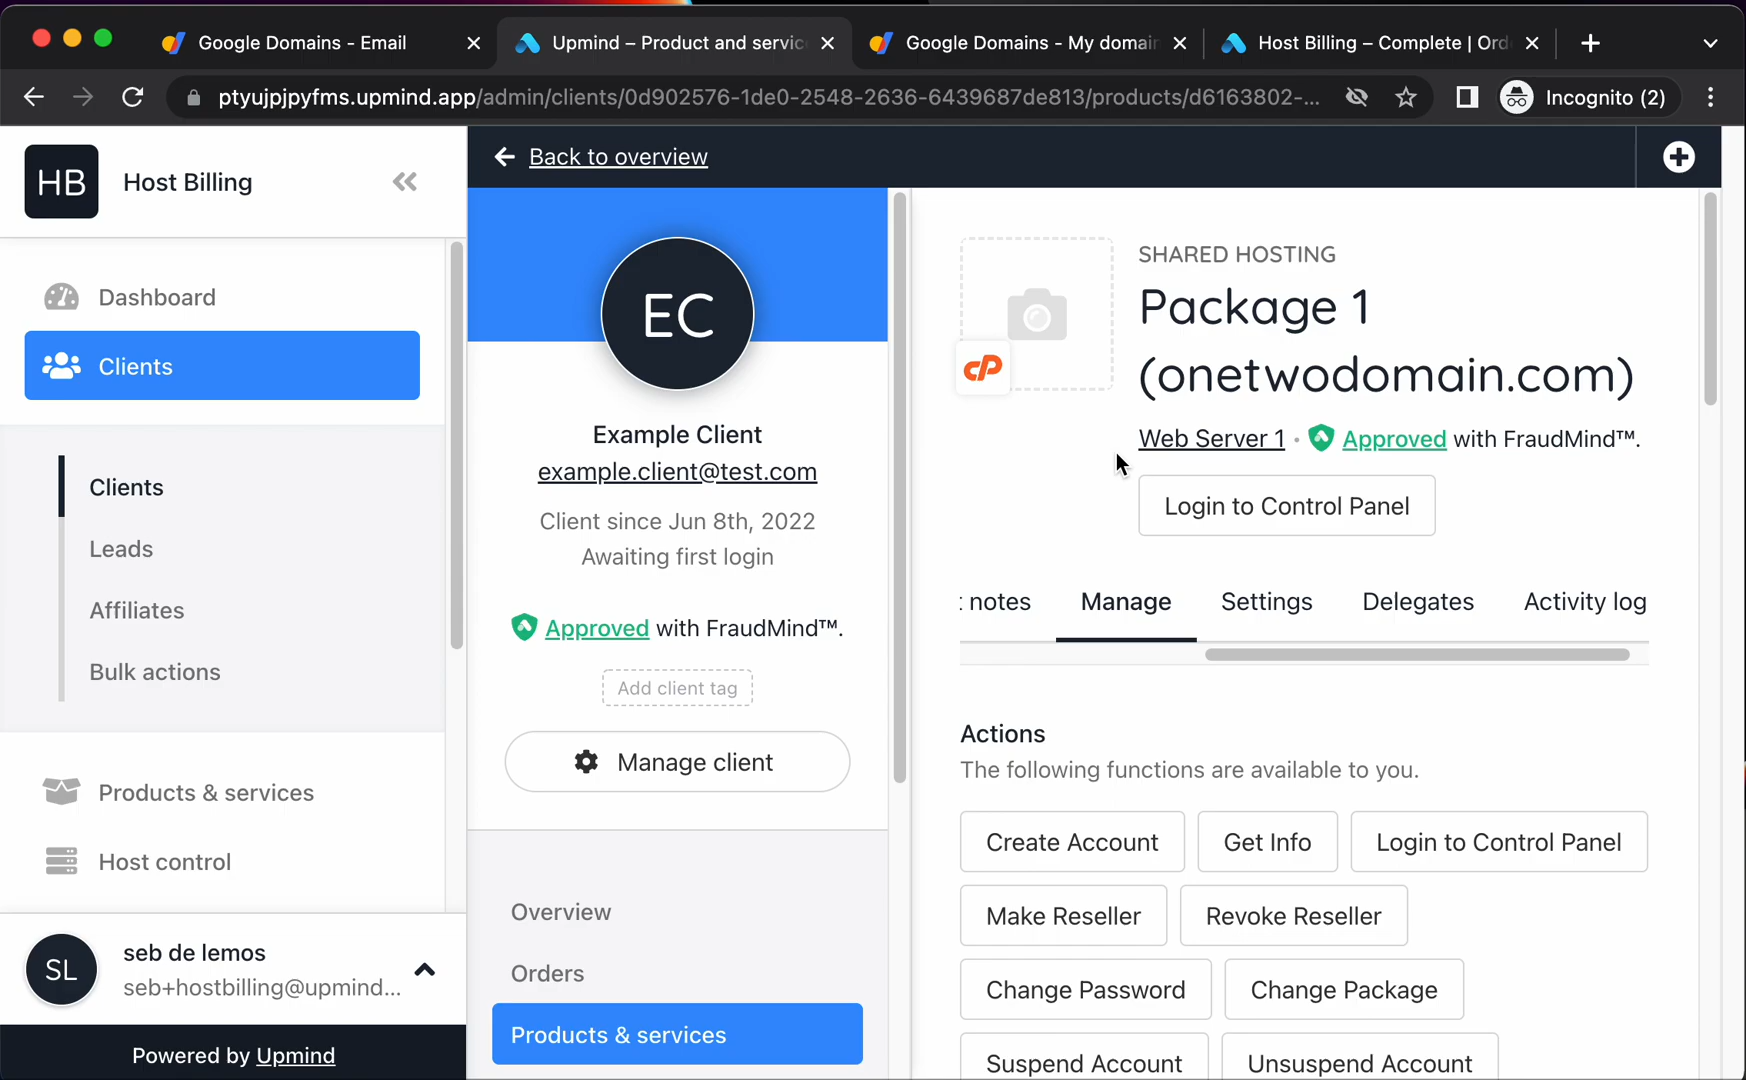 Google Domains - Email
Upmind – Product and servic
Google Domains - My domain
Host Billing – Complete | Ord
ptyujpjpyfms.upmind.app/admin/clients/0d902576-1de0-2548-2636-6439687de813/products/d6163802-...
Incognito (2)
HB
Host Billing
Back to overview
Dashboard
Clients
Clients
Leads
Affiliates
Bulk actions
Products & services
Host control
SL
seb de lemos
seb+hostbilling@upmind...
Powered by Upmind
EC
Example Client
example.client@test.com
Client since Jun 8th, 2022
Awaiting first login
Approved with FraudMind™.
Add client tag
Manage client
Overview
Orders
Products & services
cP
SHARED HOSTING
Package 1
(onetwodomain.com)
Web Server 1 • Approved with FraudMind™.
Login to Control Panel
notes Manage Settings Delegates Activity log
Actions
The following functions are available to you.
Create Account Get Info Login to Control Panel
Make Reseller Revoke Reseller
Change Password Change Package
Suspend Account Unsuspend Account